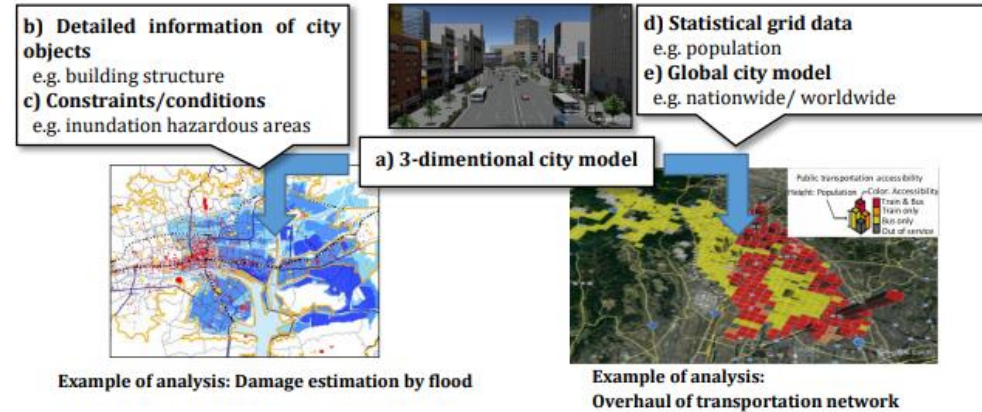 b) Detailed information of city
objects
e.g. building structure
c) Constraints/conditions
e.g. inundation hazardous areas
d) Statistical grid data
e.g. population
e) Global city model
e.g. nationwide/ worldwide
a) 3-dimentional city model
Public transportation accessibility
Height: Population
Color: Accessibility
Train & Bus
Train only
Bus only
Out of service
Example of analysis: Damage estimation by flood
Example of analysis:
Overhaul of transportation network